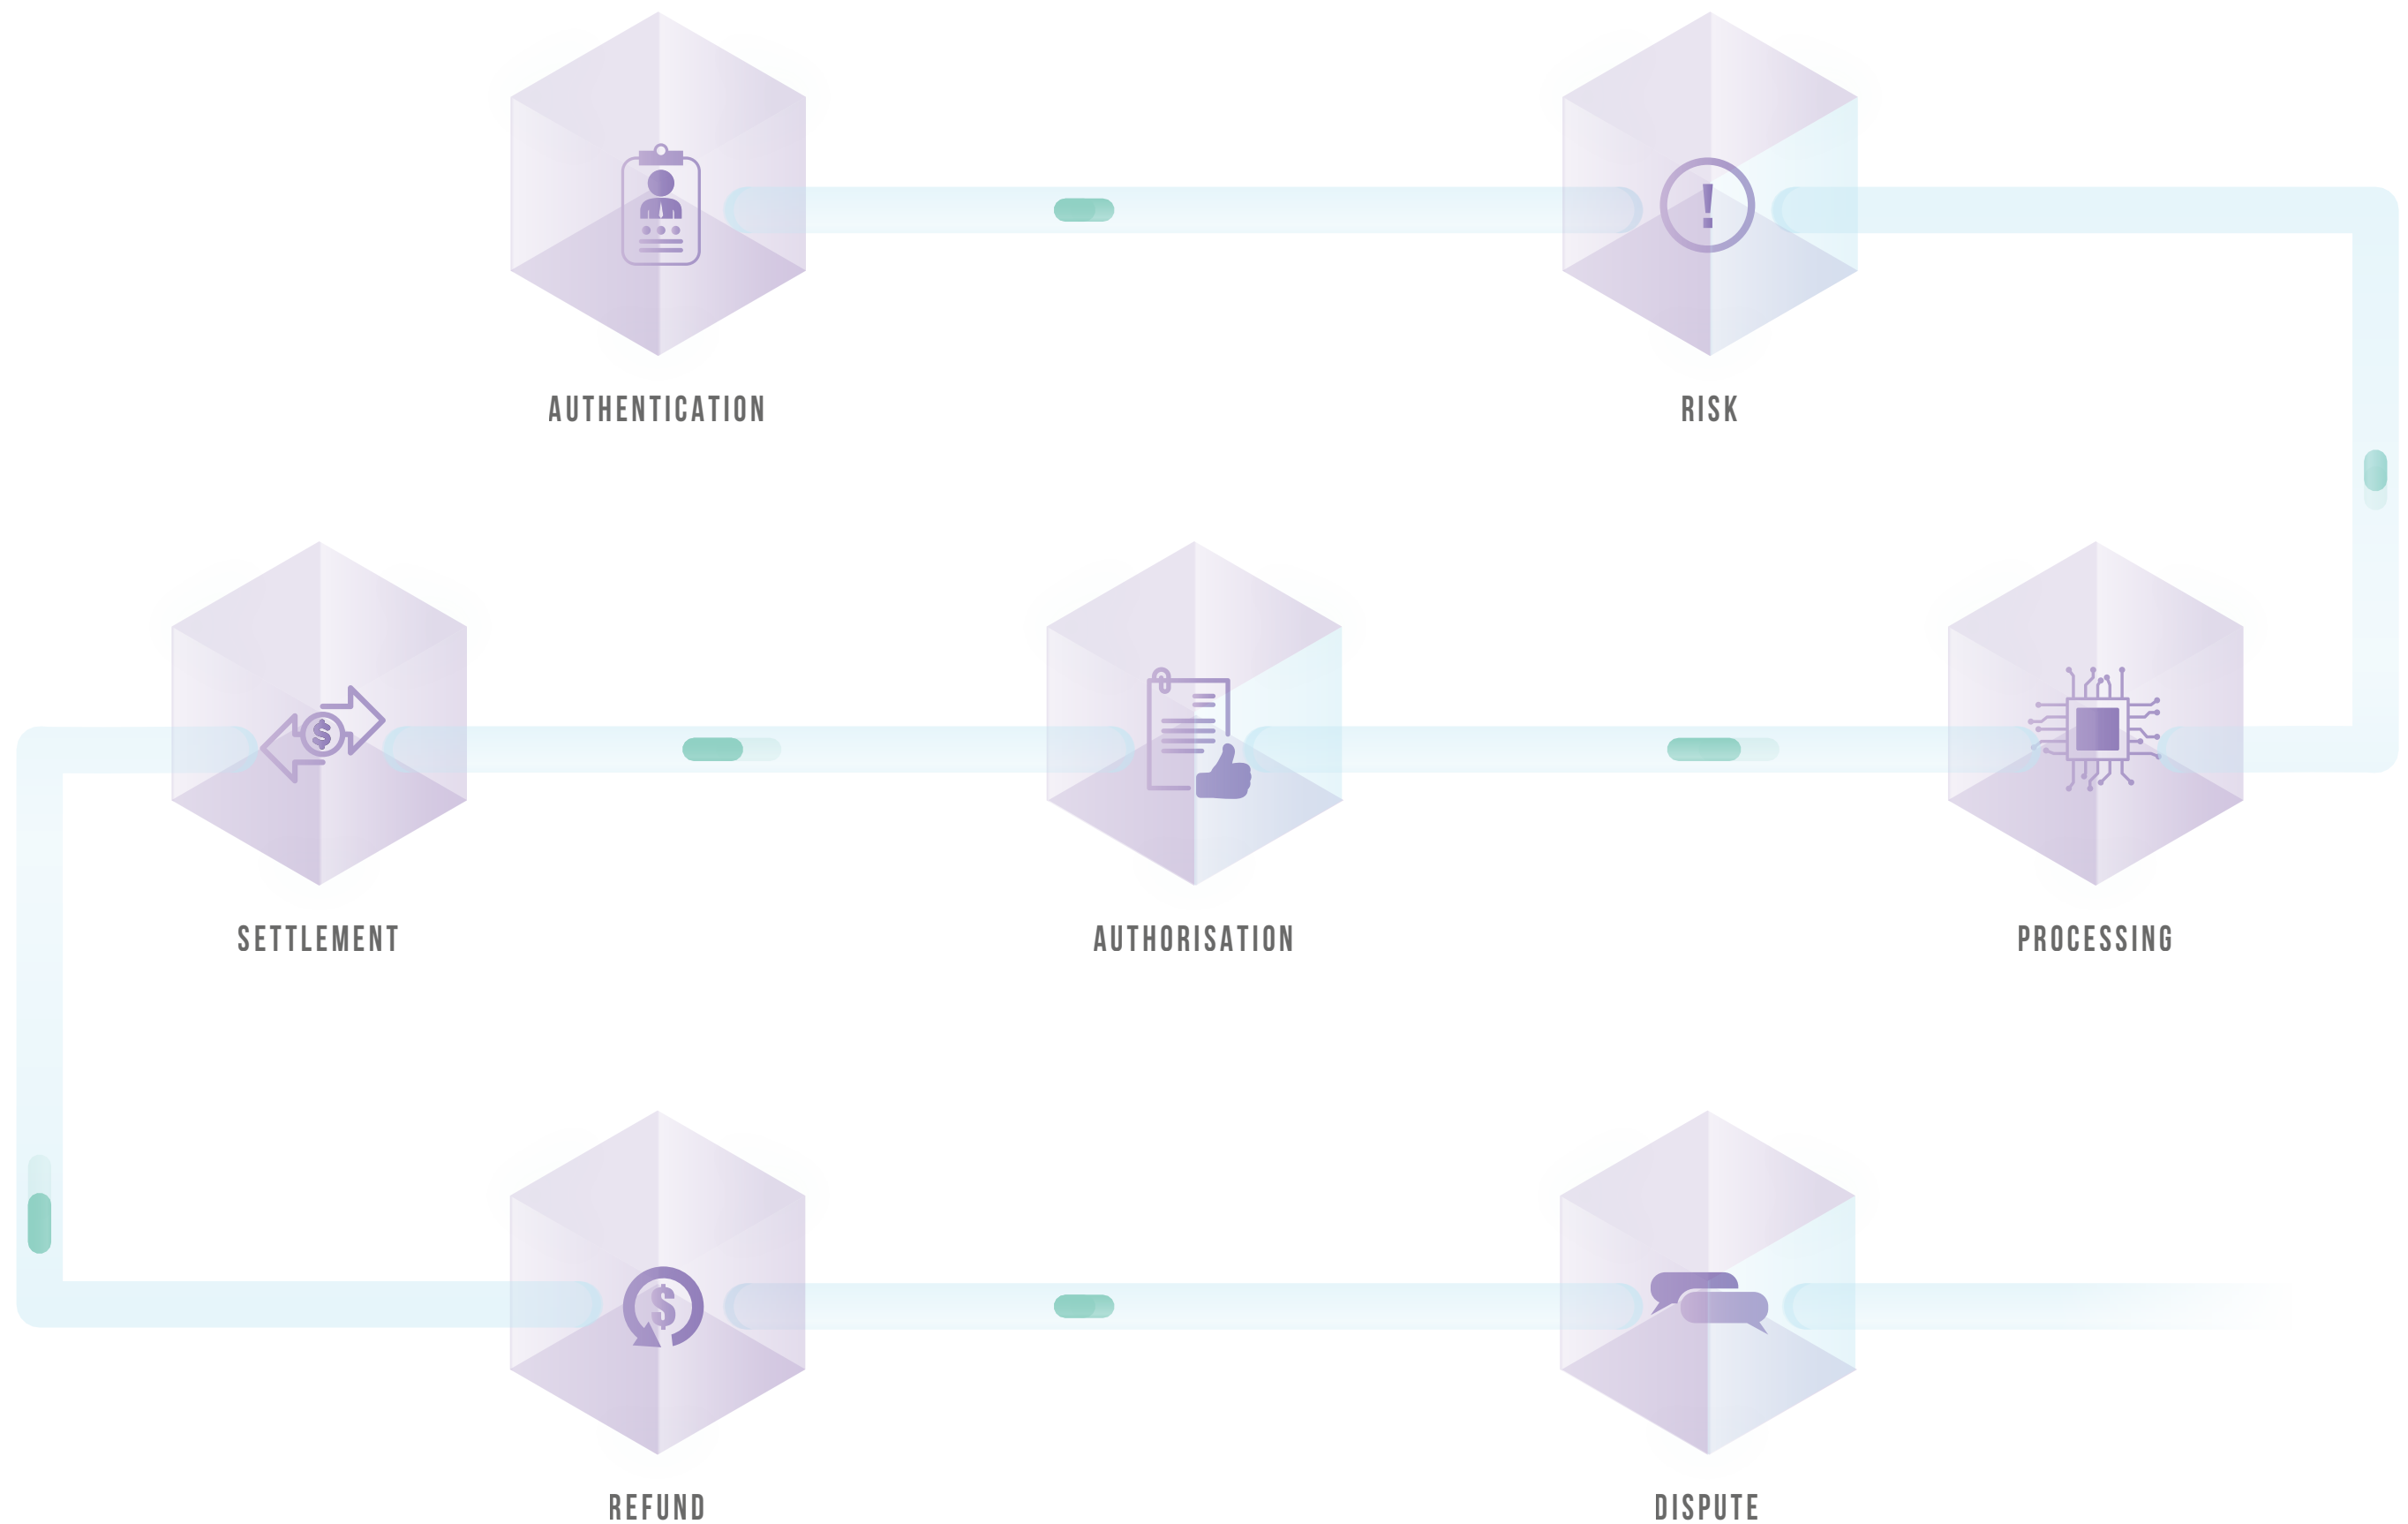 AUTHENTICATION
RISK
SETTLEMENT
AUTHORISATION
PROCESSING
REFUND
DISPUTE